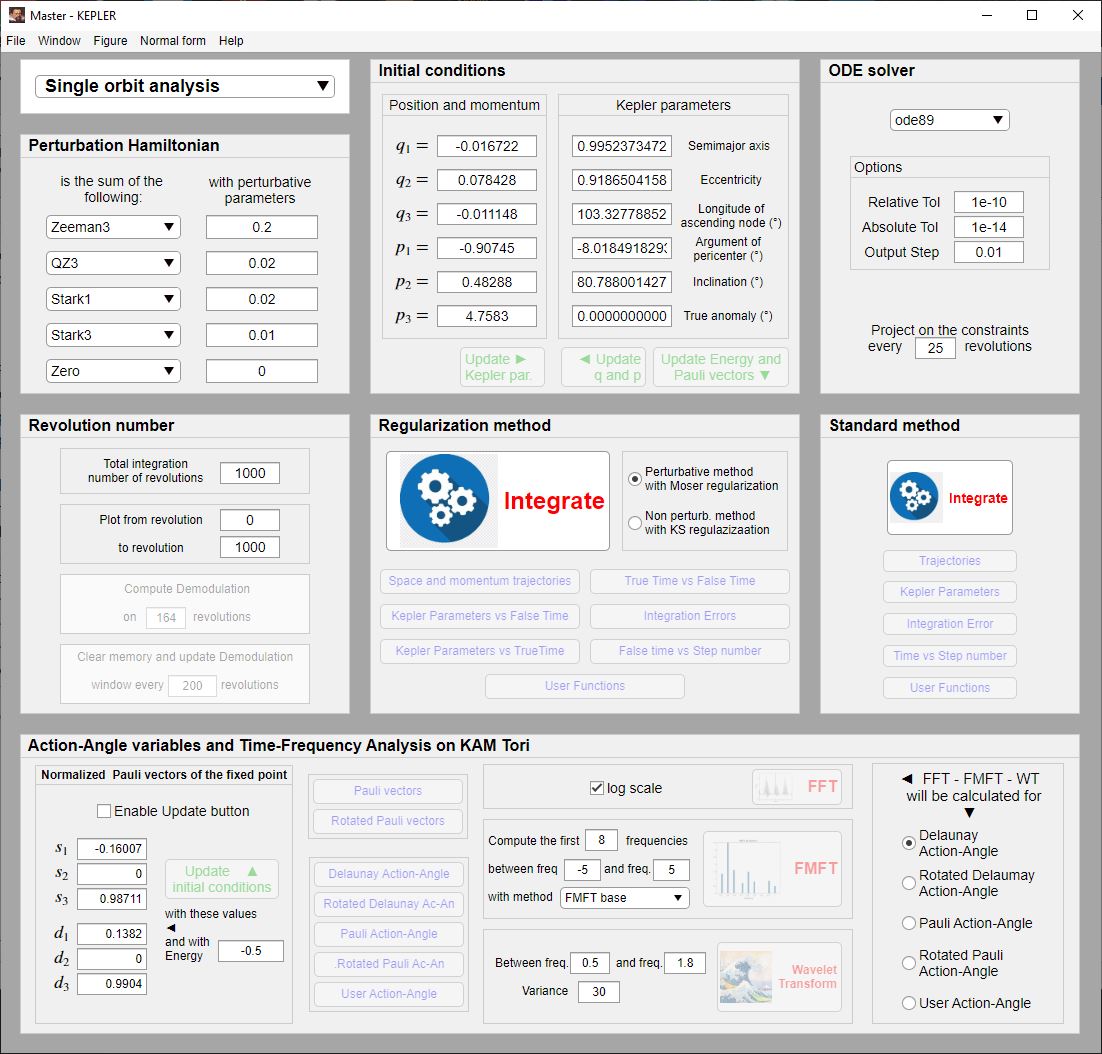 Master - KEPLER
File Window Figure Normal form Help
Single orbit analysis
Perturbation Hamiltonian
is the sum of the
following:
with perturbative
parameters
Zeeman3
0.2
QZ3
0.02
Stark1
0.02
Stark3
0.01
Zero
0
Initial conditions
Position and momentum
q1 =
-0.016722
q2 =
0.078428
q3 =
-0.011148
p1 =
-0.90745
p2 =
0.48288
p3 =
4.7583
Kepler parameters
0.9952373472
Semimajor axis
0.9186504158
Eccentricity
103.32778852
Longitude of
ascending node (°)
-8.018491829
Argument of
pericenter (°)
80.788001427
Inclination (°)
0.0000000000
True anomaly (°)
Update ►
Kepler par.
◄ Update
q and p
Update Energy and
Pauli vectors ▼
ODE solver
ode89
Options
Relative Tol
1e-10
Absolute Tol
1e-14
Output Step
0.01
Project on the constraints
every 25 revolutions
Revolution number
Total integration
number of revolutions
1000
Plot from revolution
0
to revolution
1000
Compute Demodulation
on 164 revolutions
Clear memory and update Demodulation
window every 200 revolutions
Regularization method
Integrate
Perturbative method
with Moser regularization
Non perturb. method
with KS regulazizaation
Space and momentum trajectories
True Time vs False Time
Kepler Parameters vs False Time
Integration Errors
Kepler Parameters vs TrueTime
False time vs Step number
User Functions
Standard method
Integrate
Trajectories
Kepler Parameters
Integration Error
Time vs Step number
User Functions
Action-Angle variables and Time-Frequency Analysis on KAM Tori
Normalized Pauli vectors of the fixed point
Enable Update button
s1
-0.16007
s2
0
s3
0.98711
d1
0.1382
d2
0
d3
0.9904
Update ▲
initial conditions
with these values
◄
and with
Energy
-0.5
Pauli vectors
Rotated Pauli vectors
Delaunay Action-Angle
Rotated Delaunay Ac-An
Pauli Action-Angle
.Rotated Pauli Ac-An
User Action-Angle
log scale
FFT
Compute the first 8 frequencies
between freq -5 and freq. 5
with method FMFT base
FMFT
Between freq. 0.5 and freq. 1.8
Variance 30
Wavelet
Transform
◄ FFT - FMFT - WT
will be calculated for
▼
Delaunay
Action-Angle
Rotated Delaumay
Action-Angle
Pauli Action-Angle
Rotated Pauli
Action-Angle
User Action-Angle